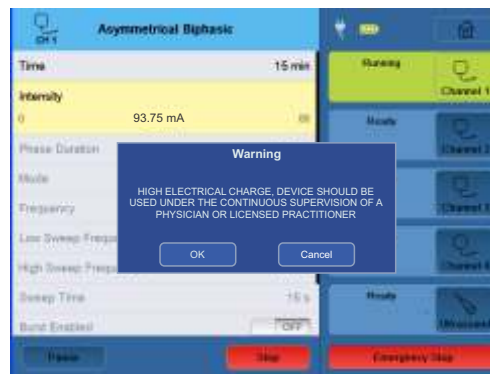 CH 1
Asymmetrical Biphasic
Time 15 min
Intensity
0 93.75 mA
Phase Duration
Mode
Frequency
Low Sweep Frequ
High Sweep Frequ
Sweep Time 15 s
Burst Enabled OFF
Pause Stop
Warning
HIGH ELECTRICAL CHARGE, DEVICE SHOULD BE
USED UNDER THE CONTINUOUS SUPERVISION OF A
PHYSICIAN OR LICENSED PRACTITIONER
OK Cancel
Running
Channel 1
Ready
Channel 2
Ready
Ultrasound
Emergency Stop